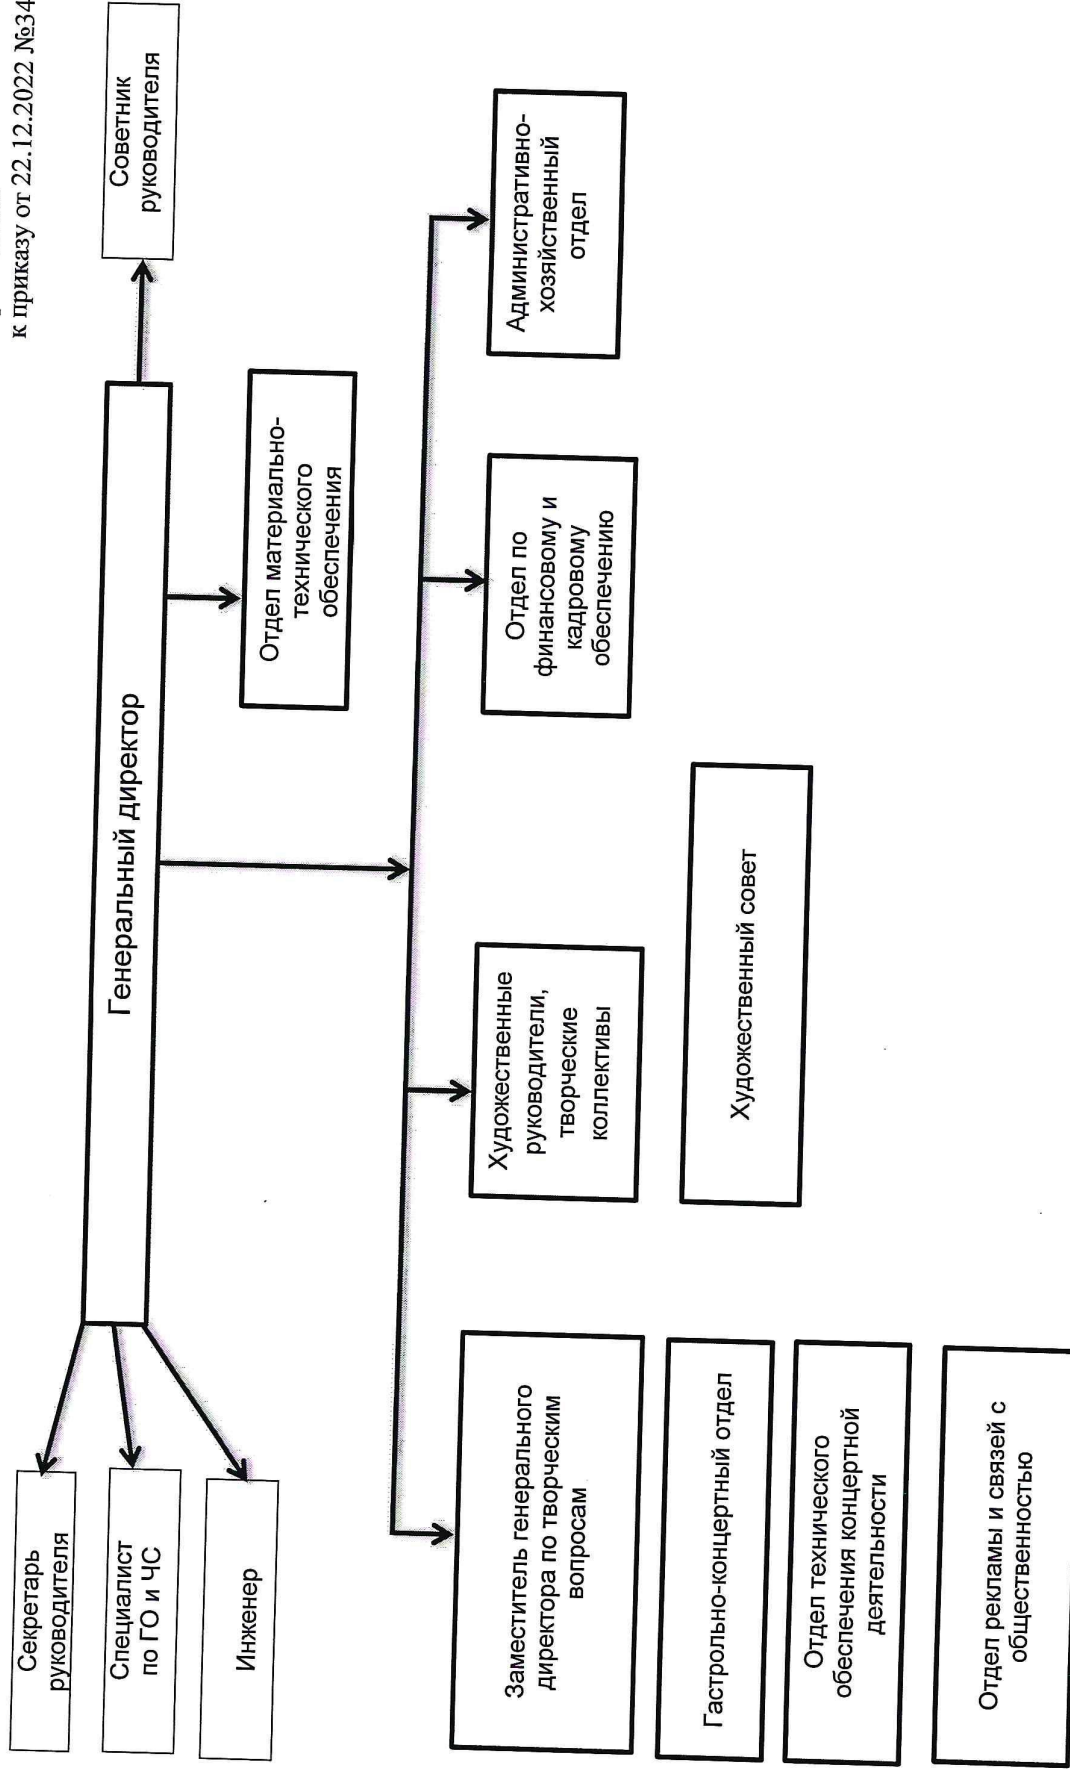 к приказу от 22.12.2022 №34
Советник
руководителя
Генеральный директор
Секретарь
руководителя
Специалист
по ГО и ЧС
Инженер
Отдел материально-
технического
обеспечения
Заместитель генерального
директора по творческим
вопросам
Художественные
руководители,
творческие
коллективы
Отдел по
финансовому и
кадровому
обеспечению
Административно-
хозяйственный
отдел
Гастрольно-концертный отдел
Художественный совет
Отдел технического
обеспечения концертной
деятельности
Отдел рекламы и связей с
общественностью